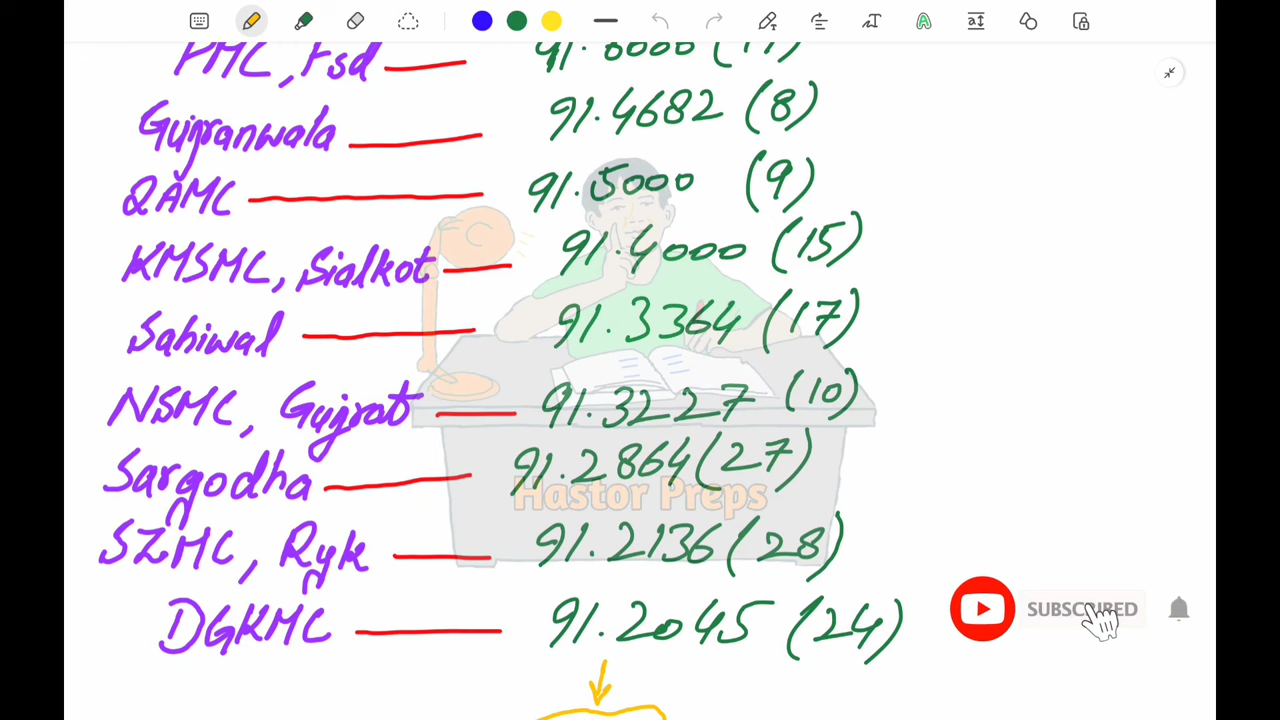 PMC, Fsd
Gujranwala 91.4682 (8)
QAMC 91.5000 (9)
KMSMC, Sialkot 91.4000 (15)
Sahiwal 91.3364 (17)
NSMC, Gujrat 91.3227 (10)
Sargodha 91.2864 (27)
Hastor Preps
SZMC, Ryk 91.2136 (28)
DGKMC 91.2045 (24)
SUBSCRIBED